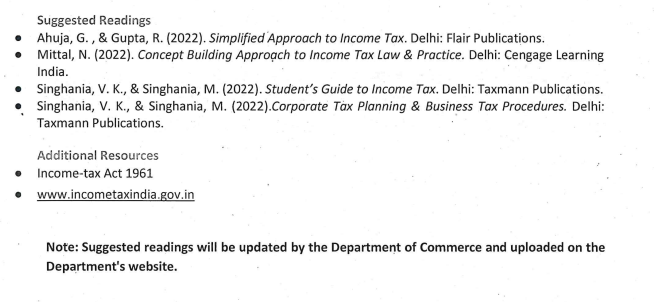 Suggested Readings
● Ahuja, G. , & Gupta, R. (2022). Simplified Approach to Income Tax. Delhi: Flair Publications.
● Mittal, N. (2022). Concept Building Approach to Income Tax Law & Practice. Delhi: Cengage Learning
India.
● Singhania, V. K., & Singhania, M. (2022). Student's Guide to Income Tax. Delhi: Taxmann Publications.
● Singhania, V. K., & Singhania, M. (2022).Corporate Tax Planning & Business Tax Procedures. Delhi:
Taxmann Publications.
Additional Resources
● Income-tax Act 1961
● www.incometaxindia.gov.in
Note: Suggested readings will be updated by the Department of Commerce and uploaded on the
Department's website.